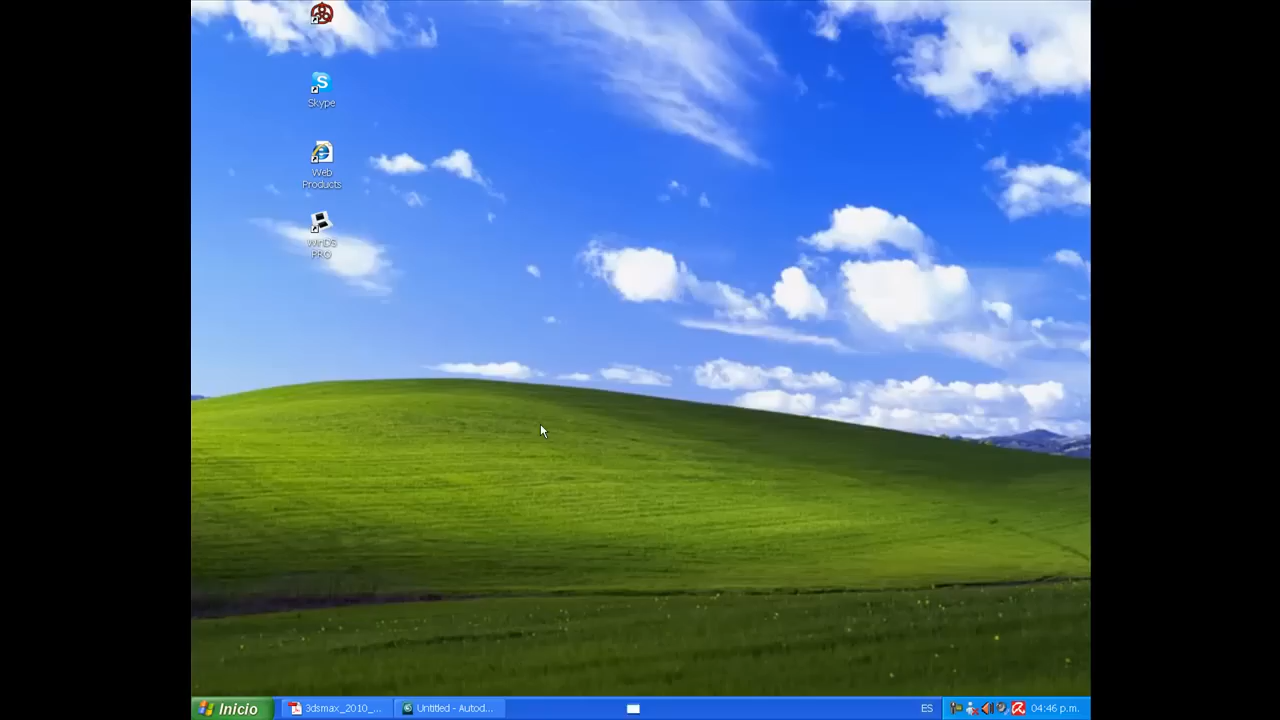 Skype
Web
Products
WinDS
PRO
Inicio
3dsmax_2010_...
Untitled - Autod...
ES
04:46 p.m.